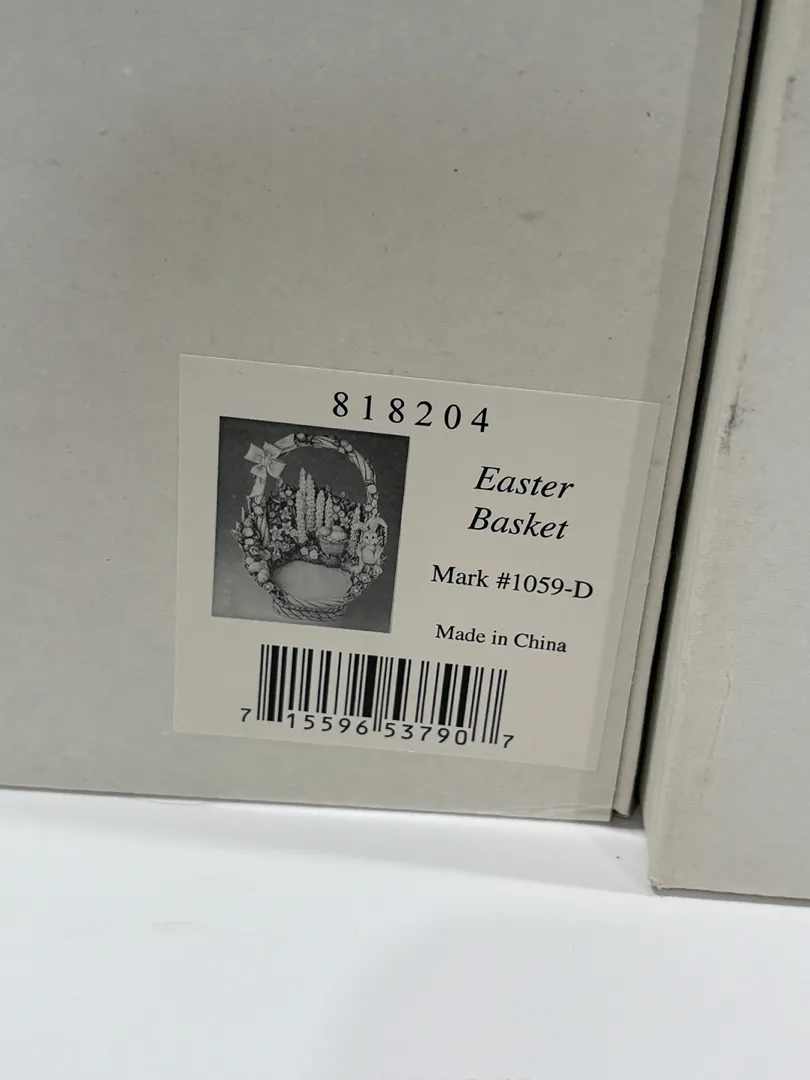 818204
Easter
Basket
Mark #1059-D
Made in China
7 15596 53790 7